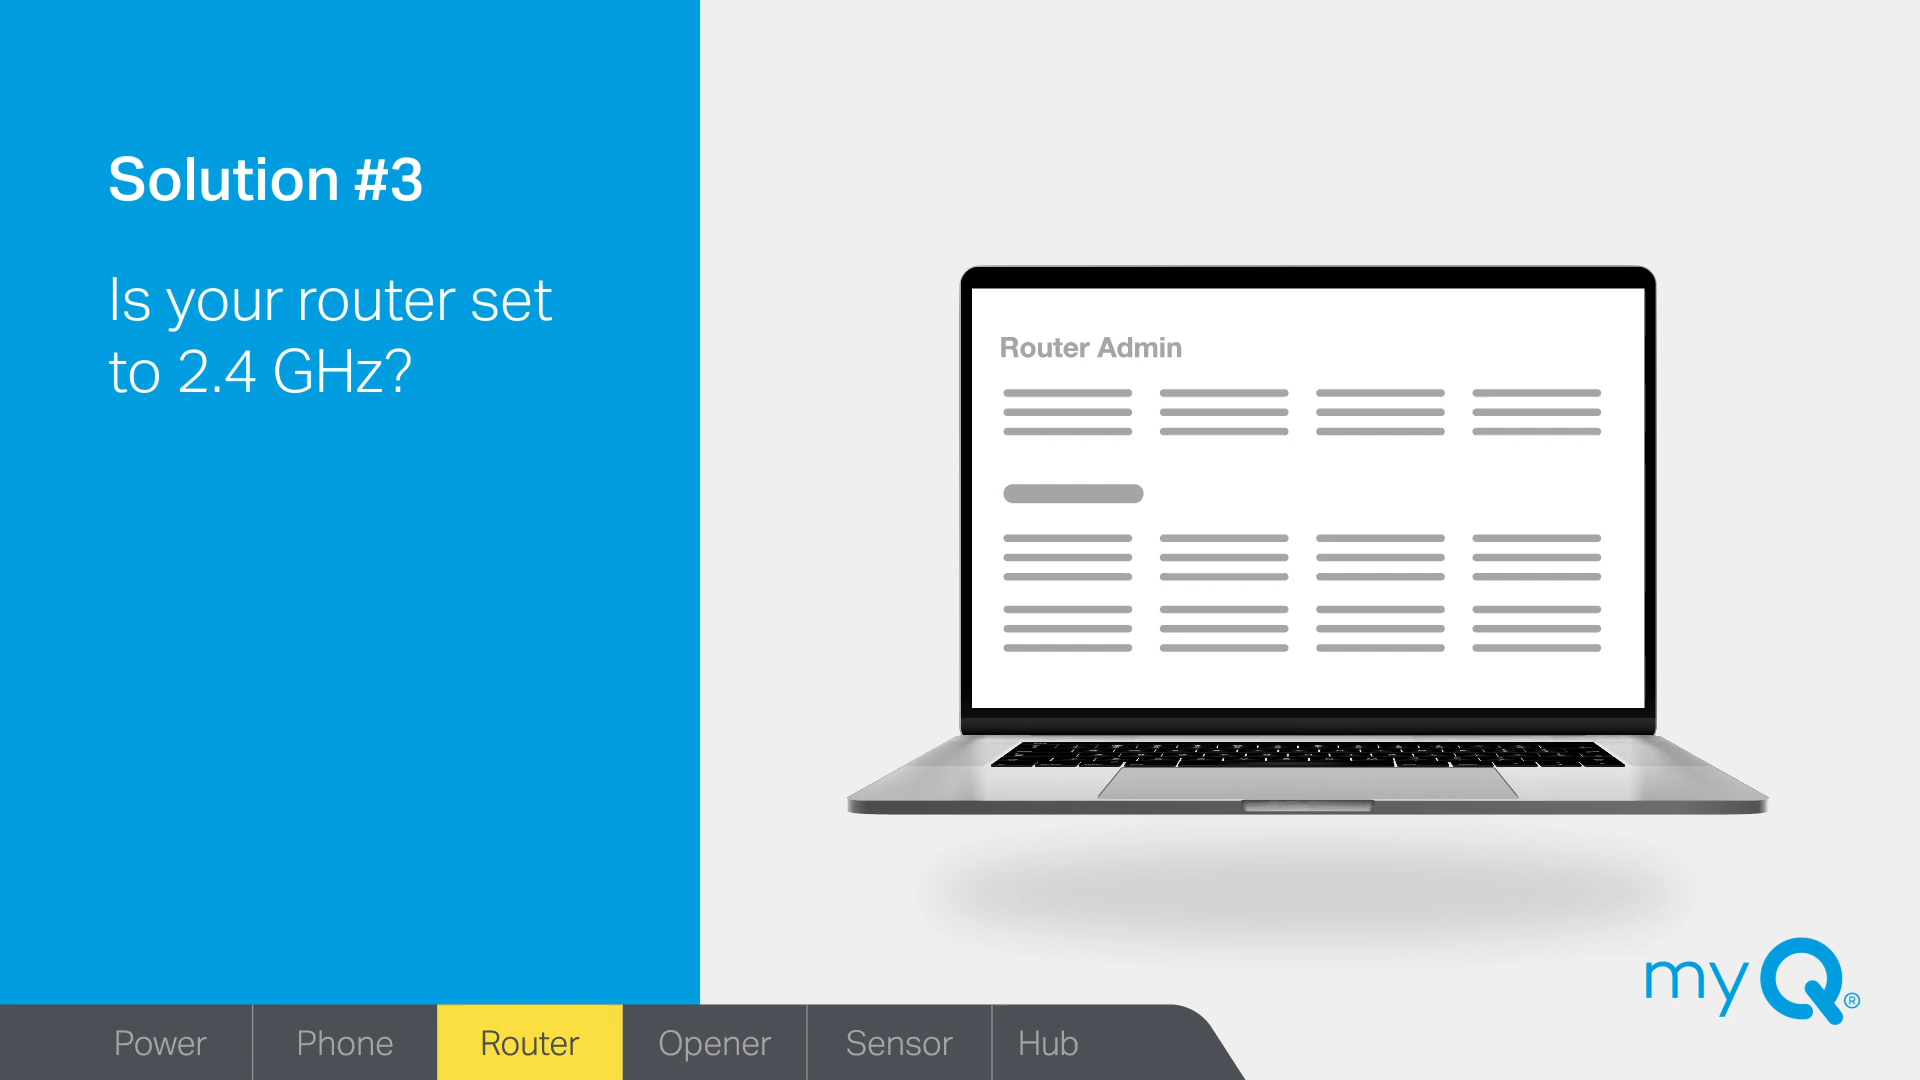 Solution #3
Is your router set
to 2.4 GHz?
Router Admin
myQ®
Power
Phone
Router
Opener
Sensor
Hub